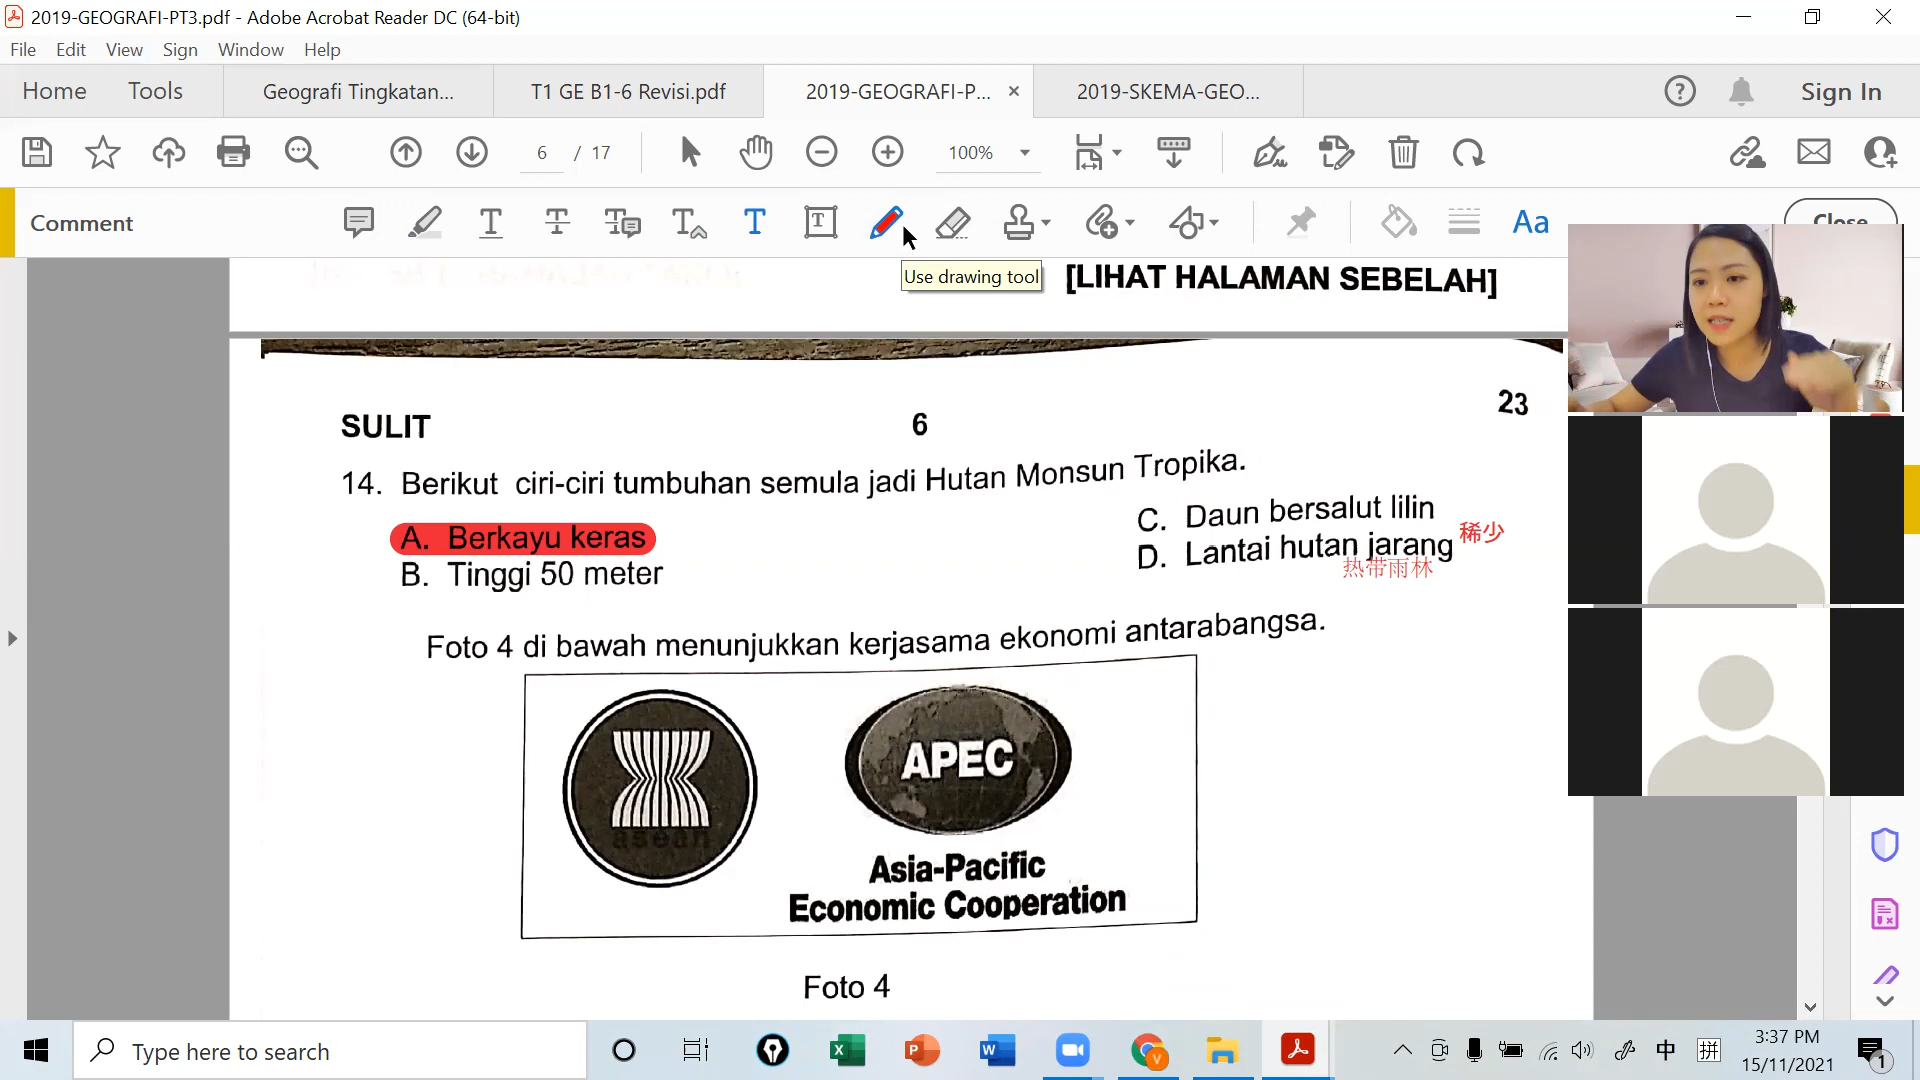 2019-GEOGRAFI-PT3.pdf - Adobe Acrobat Reader DC (64-bit)
File Edit View Sign Window Help
Home Tools Geografi Tingkatan... T1 GE B1-6 Revisi.pdf 2019-GEOGRAFI-P... × 2019-SKEMA-GEO... Sign In
6 / 17 100%
Comment Aa Close
Use drawing tool
[LIHAT HALAMAN SEBELAH]
23
SULIT 6
14. Berikut ciri-ciri tumbuhan semula jadi Hutan Monsun Tropika.
A. Berkayu keras
B. Tinggi 50 meter
C. Daun bersalut lilin
D. Lantai hutan jarang 稀少
热带雨林
Foto 4 di bawah menunjukkan kerjasama ekonomi antarabangsa.
asean
APEC
Asia-Pacific
Economic Cooperation
Foto 4
Type here to search
中 拼
3:37 PM
15/11/2021
1